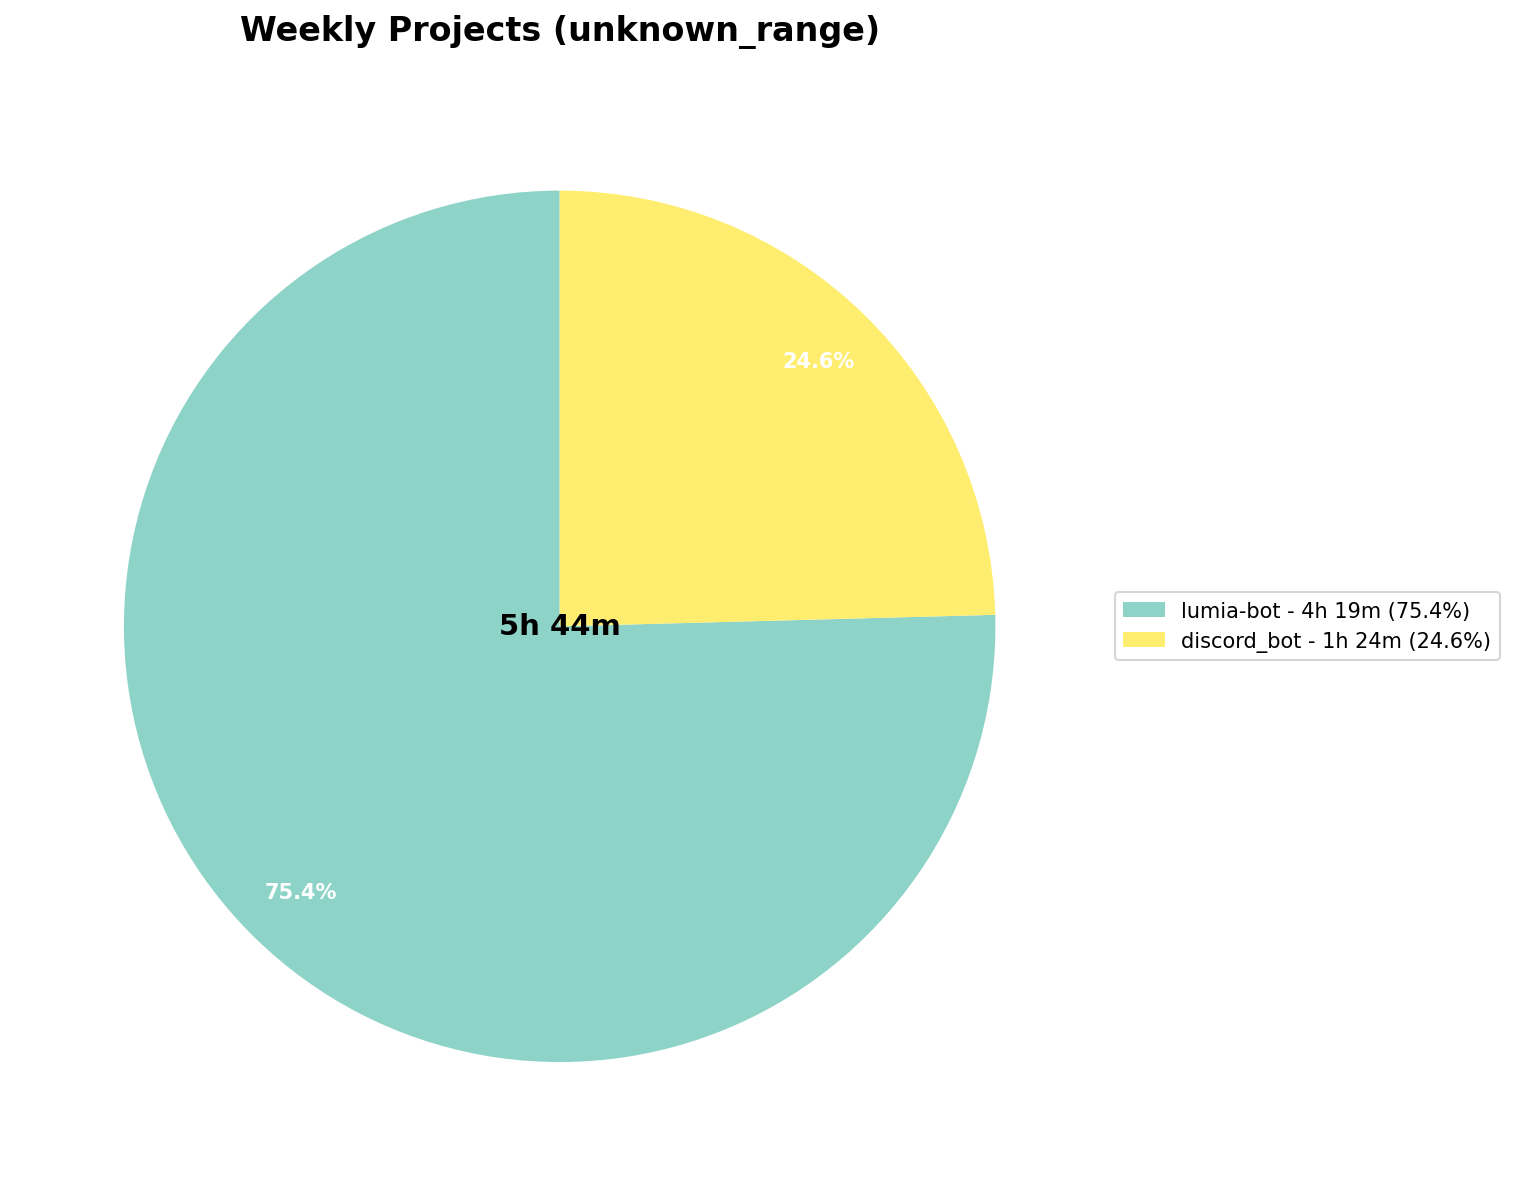 Weekly Projects (unknown_range)
24.6%
5h 44m
lumia-bot - 4h 19m (75.4%)
discord_bot - 1h 24m (24.6%)
75.4%